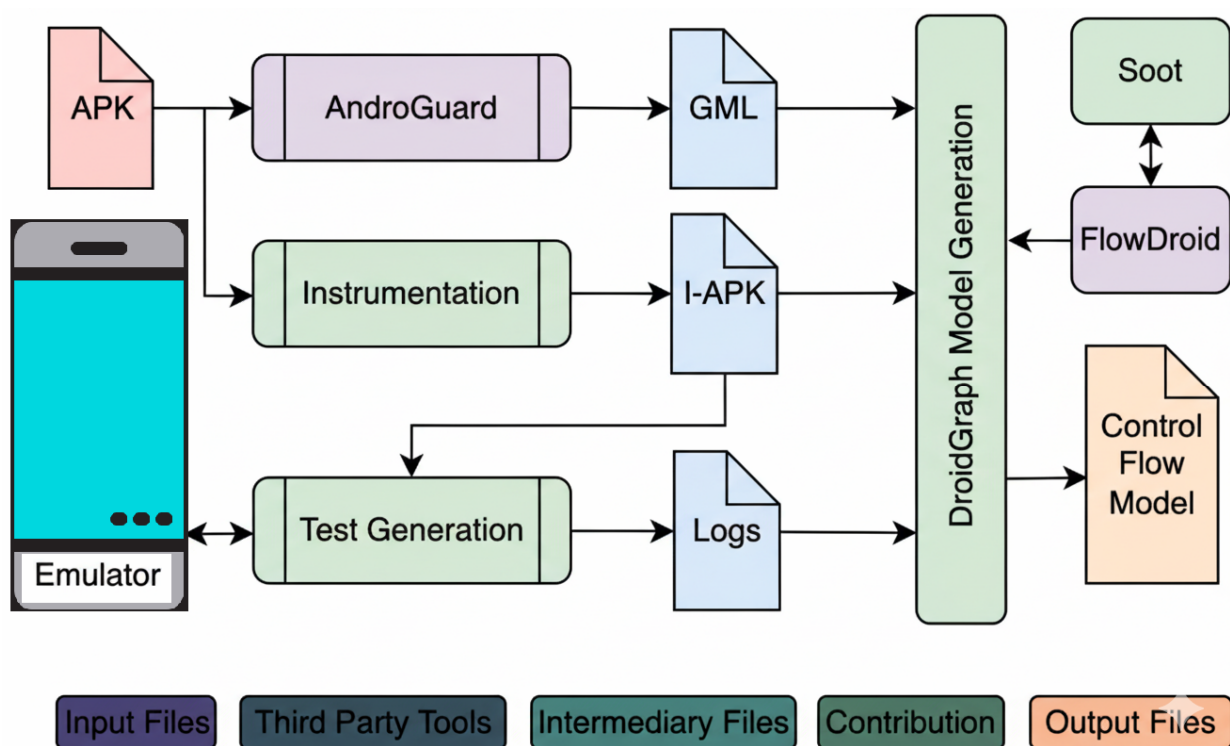 APK
AndroGuard
GML
Soot
FlowDroid
DroidGraph Model Generation
Instrumentation
I-APK
Control
Flow
Model
Test Generation
Logs
Emulator
Input Files
Third Party Tools
Intermediary Files
Contribution
Output Files